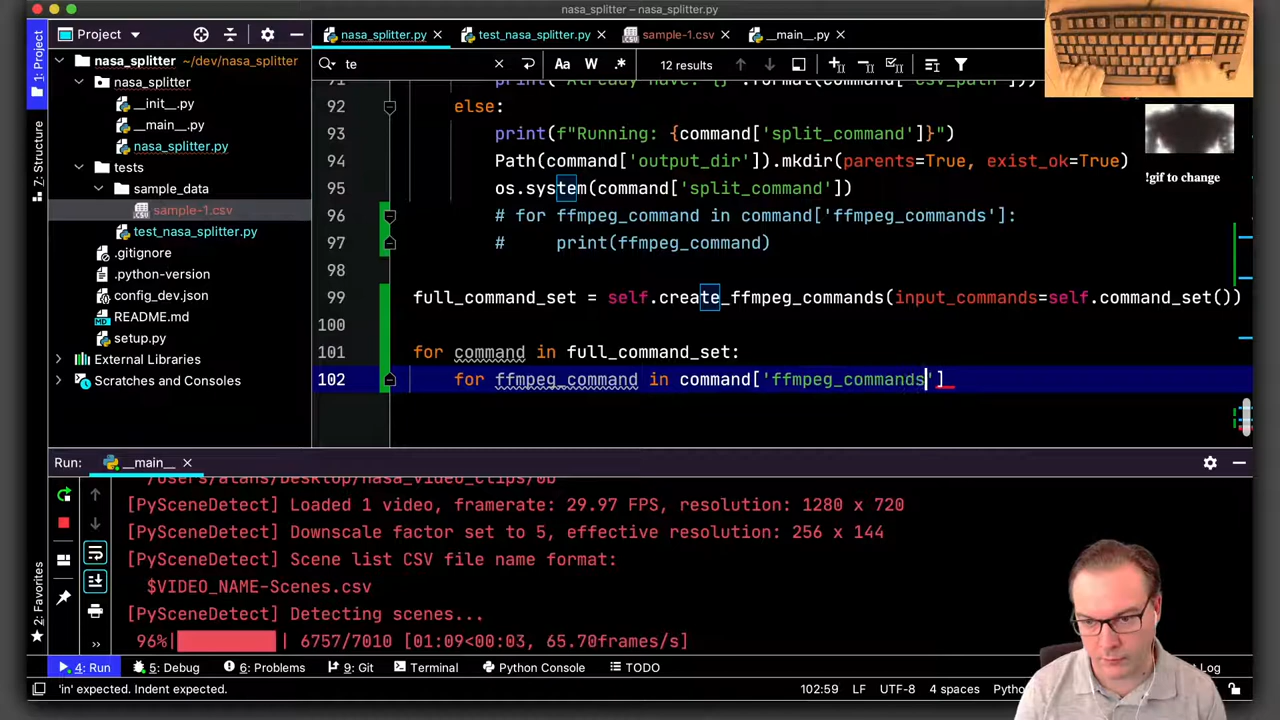 nasa_splitter – nasa_splitter.py
Project
nasa_splitter.py
test_nasa_splitter.py
sample-1.csv
__main__.py
1: Project
nasa_splitter ~/dev/nasa_splitter
nasa_splitter
__init__.py
__main__.py
nasa_splitter.py
tests
sample_data
sample-1.csv
test_nasa_splitter.py
.gitignore
.python-version
config_dev.json
README.md
setup.py
External Libraries
Scratches and Consoles
7: Structure
2: Favorites
te
Aa W .* 12 results
92 else:
93 print(f"Running: {command['split_command']}")
94 Path(command['output_dir']).mkdir(parents=True, exist_ok=True)
95 os.system(command['split_command'])
96 # for ffmpeg_command in command['ffmpeg_commands']:
97 # print(ffmpeg_command)
98
99 full_command_set = self.create_ffmpeg_commands(input_commands=self.command_set())
100
101 for command in full_command_set:
102 for ffmpeg_command in command['ffmpeg_commands']
!gif to change
Run: __main__
[PySceneDetect] Loaded 1 video, framerate: 29.97 FPS, resolution: 1280 x 720
[PySceneDetect] Downscale factor set to 5, effective resolution: 256 x 144
[PySceneDetect] Scene list CSV file name format:
$VIDEO_NAME-Scenes.csv
[PySceneDetect] Detecting scenes...
96%| | 6757/7010 [01:09<00:03, 65.70frames/s]
4: Run 5: Debug 6: Problems 9: Git Terminal Python Console TODO
Log
'in' expected. Indent expected.
102:59 LF UTF-8 4 spaces